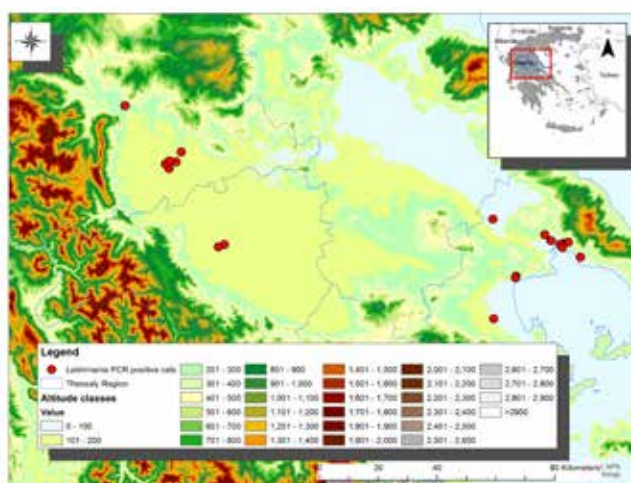 Legend
Leishmania PCR positive cats
Thessaly Region
Altitude classes
Value
0 - 100
101 - 200
201 - 300
301 - 400
401 - 500
501 - 600
601 - 700
701 - 800
801 - 900
901 - 1,000
1,001 - 1,100
1,101 - 1,200
1,201 - 1,300
1,301 - 1,400
1,401 - 1,500
1,501 - 1,600
1,601 - 1,700
1,701 - 1,800
1,801 - 1,900
1,901 - 2,000
2,001 - 2,100
2,101 - 2,200
2,201 - 2,300
2,301 - 2,400
2,401 - 2,500
2,501 - 2,600
2,601 - 2,700
2,701 - 2,800
2,801 - 2,900
>2900
80 Kilometers